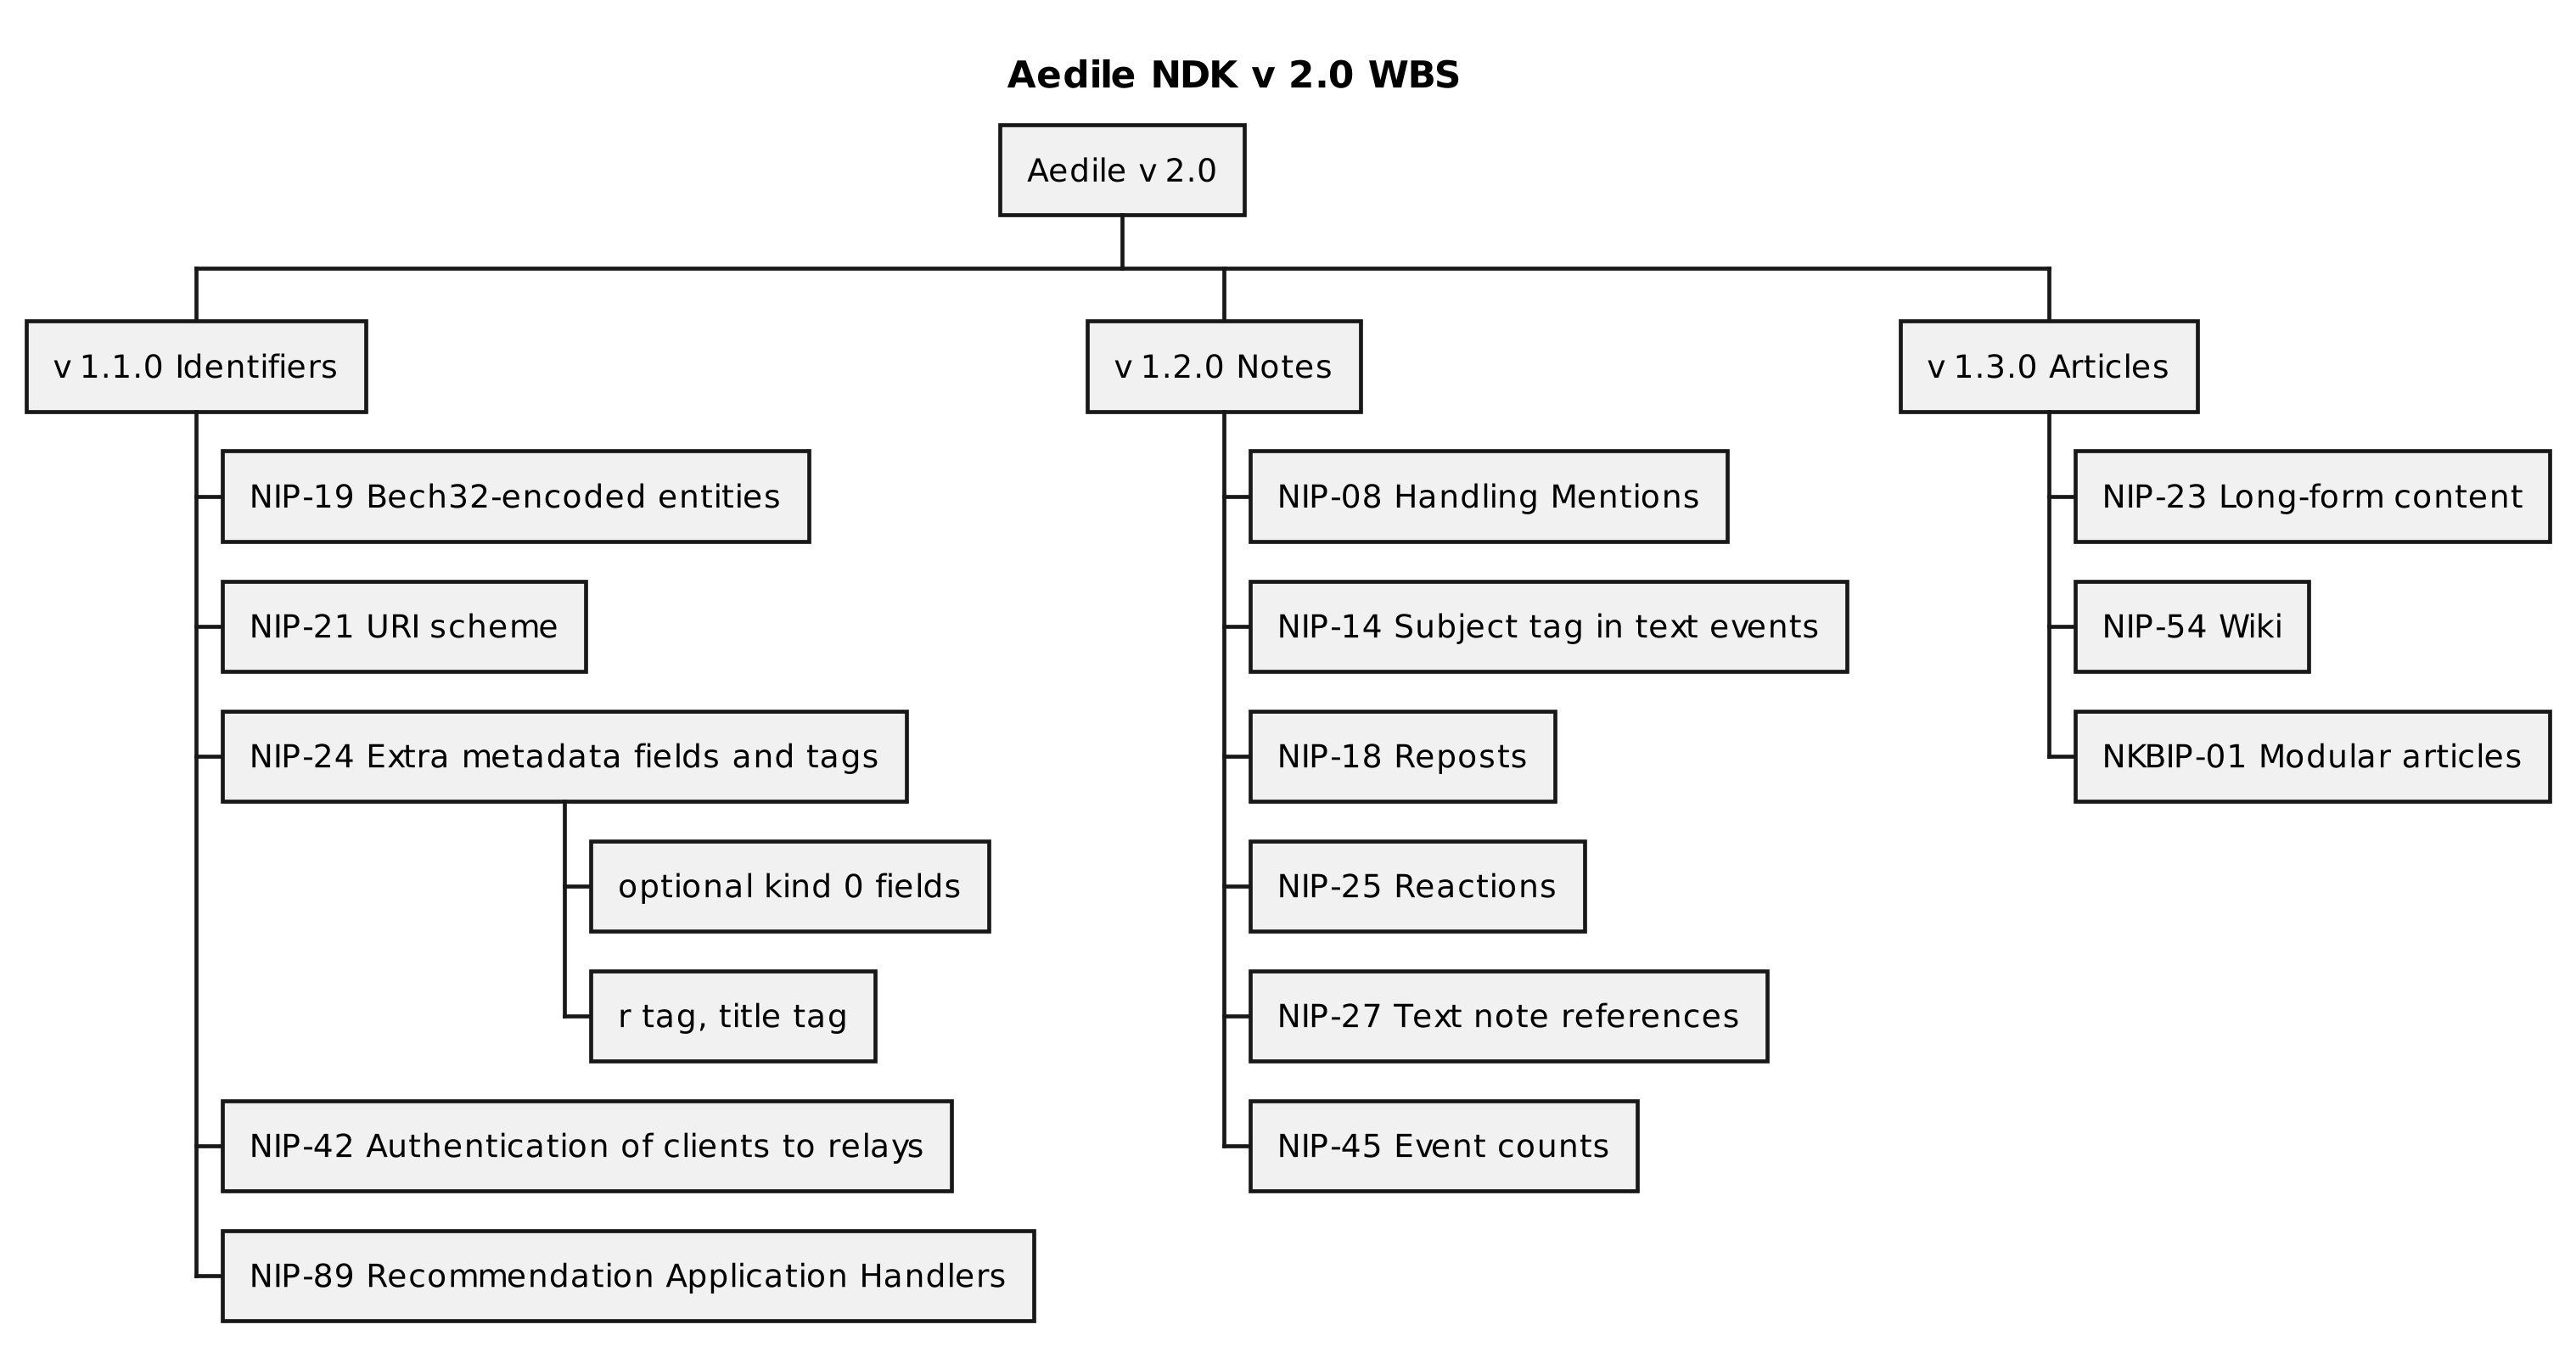 Aedile NDK v 2.0 WBS
Aedile v 2.0
v 1.1.0 Identifiers
NIP-19 Bech32-encoded entities
NIP-21 URI scheme
NIP-24 Extra metadata fields and tags
optional kind 0 fields
r tag, title tag
NIP-42 Authentication of clients to relays
NIP-89 Recommendation Application Handlers
v 1.2.0 Notes
NIP-08 Handling Mentions
NIP-14 Subject tag in text events
NIP-18 Reposts
NIP-25 Reactions
NIP-27 Text note references
NIP-45 Event counts
v 1.3.0 Articles
NIP-23 Long-form content
NIP-54 Wiki
NKBIP-01 Modular articles